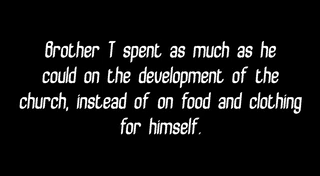 Brother T spent as much as he
could on the development of the
church, instead of on food and clothing
for himself.